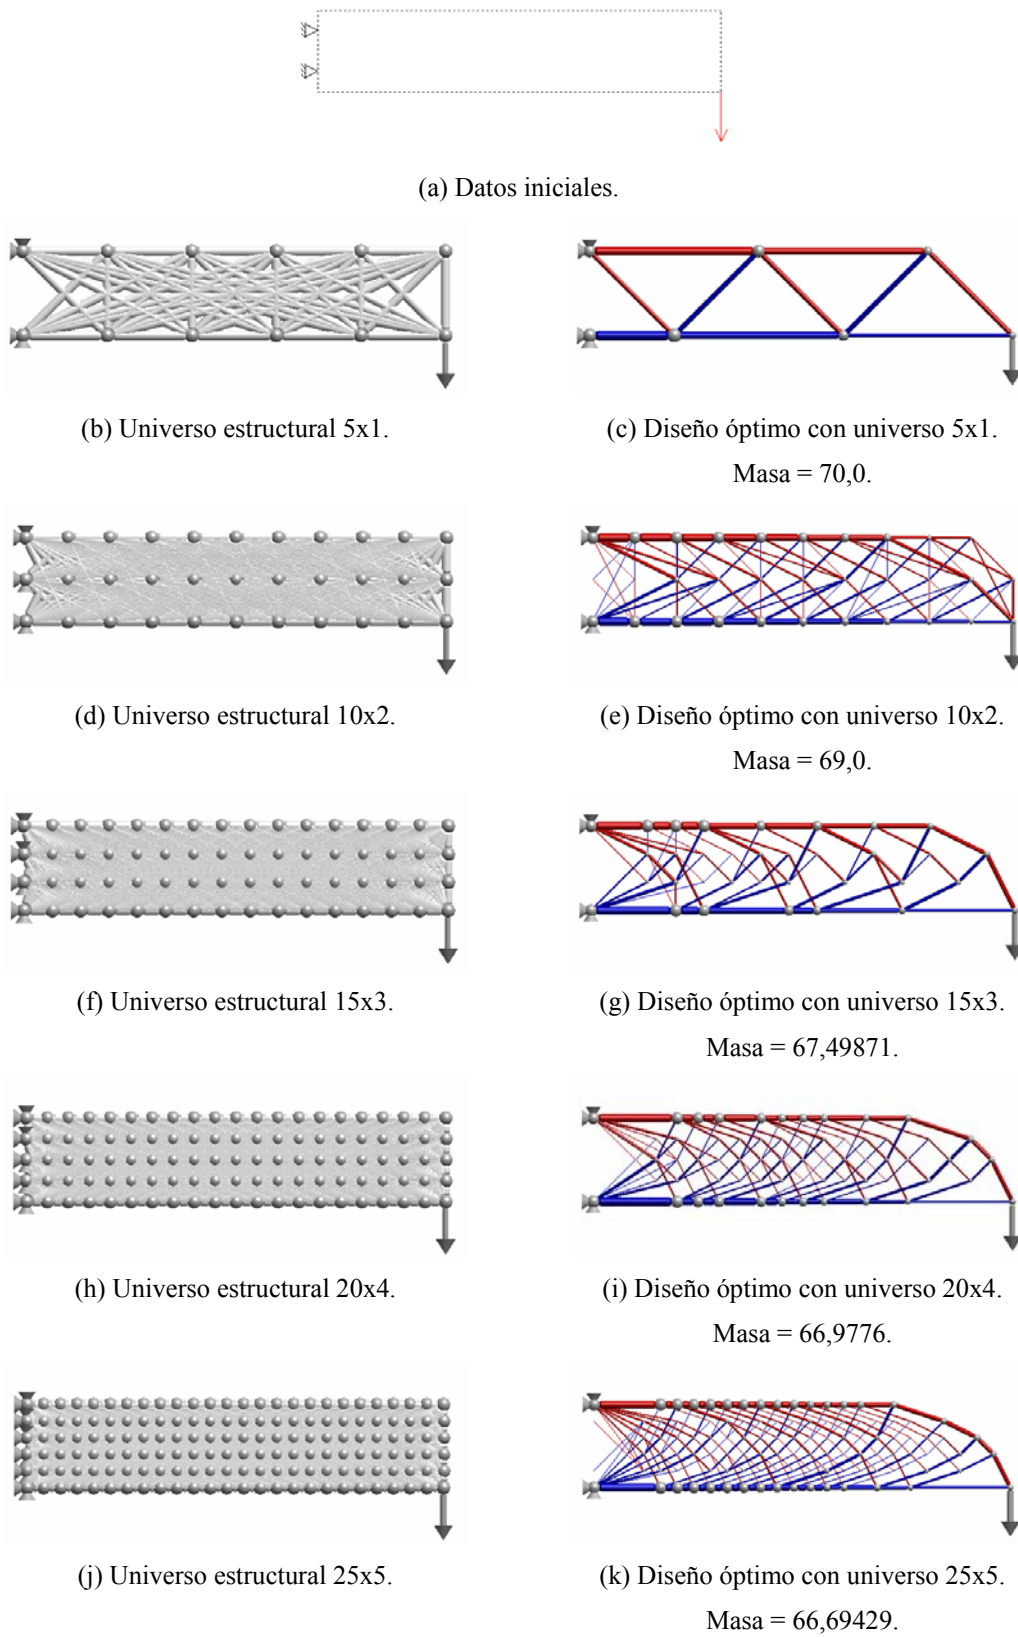 (a) Datos iniciales.
(b) Universo estructural 5x1.
(c) Diseño óptimo con universo 5x1.
Masa = 70,0.
(d) Universo estructural 10x2.
(e) Diseño óptimo con universo 10x2.
Masa = 69,0.
(f) Universo estructural 15x3.
(g) Diseño óptimo con universo 15x3.
Masa = 67,49871.
(h) Universo estructural 20x4.
(i) Diseño óptimo con universo 20x4.
Masa = 66,9776.
(j) Universo estructural 25x5.
(k) Diseño óptimo con universo 25x5.
Masa = 66,69429.